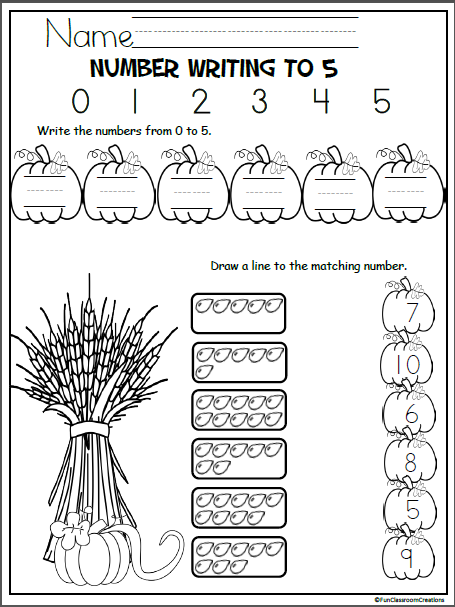 Name
NUMBER WRITING TO 5
0 1 2 3 4 5
Write the numbers from 0 to 5.
Draw a line to the matching number.
7
10
6
8
5
9
©FunClassroomCreations